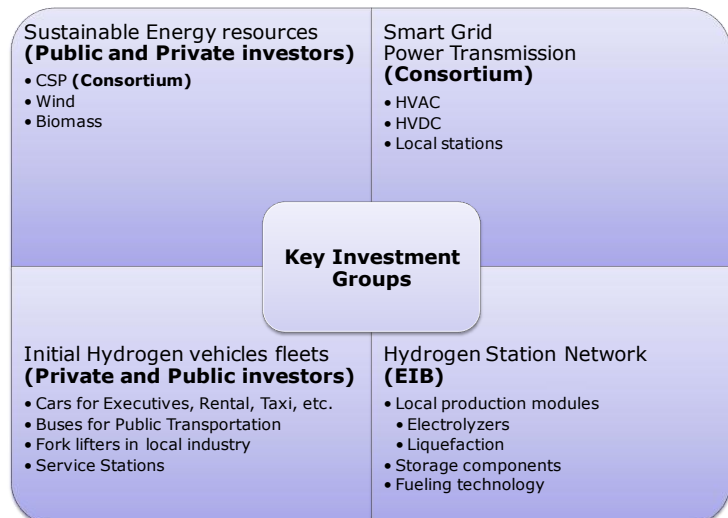 Sustainable Energy resources
(Public and Private investors)
• CSP (Consortium)
• Wind
• Biomass
Smart Grid
Power Transmission
(Consortium)
• HVAC
• HVDC
• Local stations
Key Investment
Groups
Initial Hydrogen vehicles fleets
(Private and Public investors)
• Cars for Executives, Rental, Taxi, etc.
• Buses for Public Transportation
• Fork lifters in local industry
• Service Stations
Hydrogen Station Network
(EIB)
• Local production modules
• Electrolyzers
• Liquefaction
• Storage components
• Fueling technology